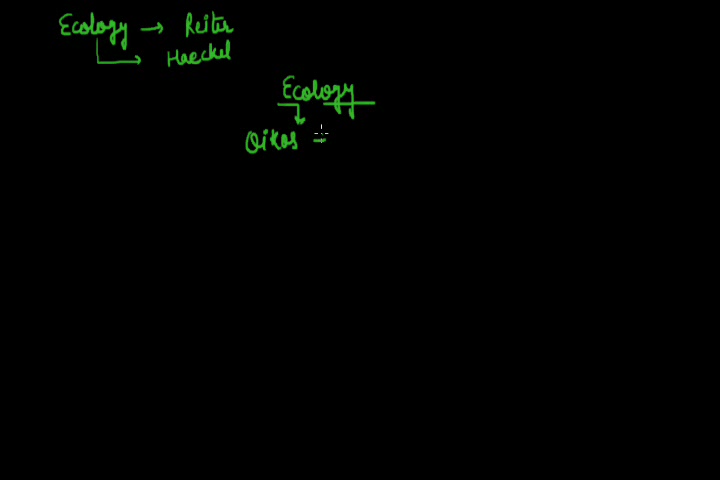 Ecology → Reiter
Haeckel
Ecology
Oikos =